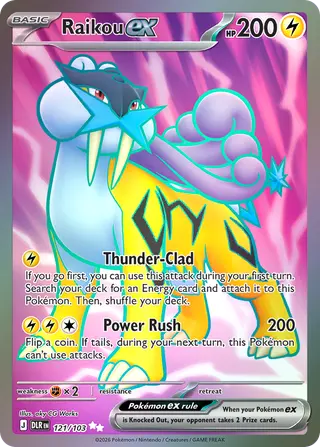 BASIC
Raikou ex HP 200
Thunder-Clad
If you go first, you can use this attack during your first turn.
Search your deck for an Energy card and attach it to this
Pokémon. Then, shuffle your deck.
Power Rush 200
Flip a coin. If tails, during your next turn, this Pokémon
can't use attacks.
weakness × 2 resistance retreat
Illus. oky CG Works
J DLR EN 121/103
Pokémon ex rule When your Pokémon ex
is Knocked Out, your opponent takes 2 Prize cards.
©2026 Pokémon / Nintendo / Creatures / GAME FREAK